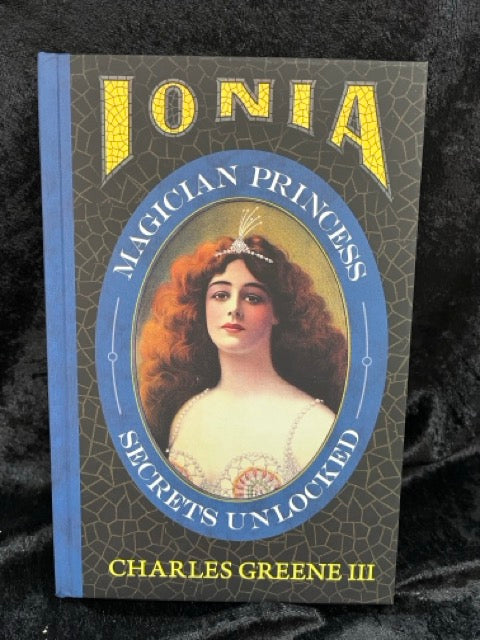 IONIA
MAGICIAN PRINCESS
SECRETS UNLOCKED
CHARLES GREENE III